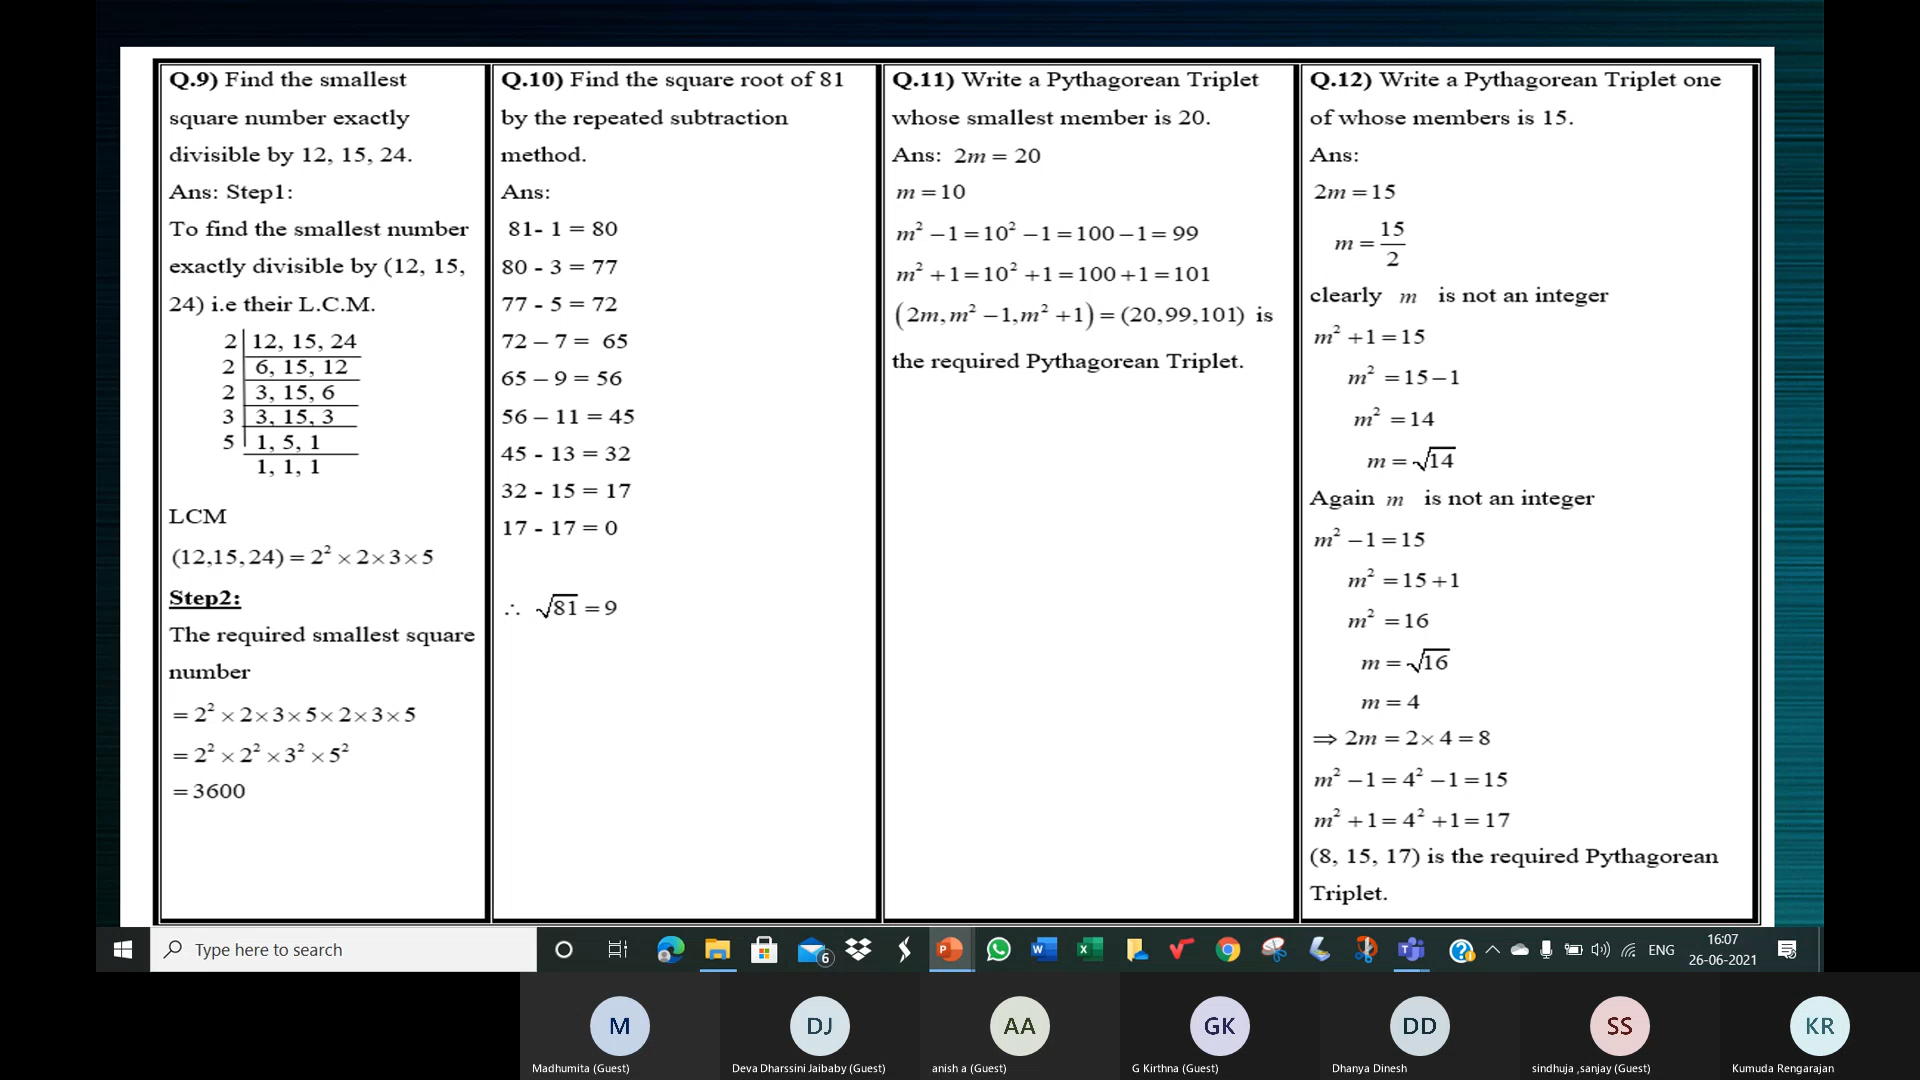 Q.9) Find the smallest
square number exactly
divisible by 12, 15, 24.
Ans: Step1:
To find the smallest number
exactly divisible by (12, 15,
24) i.e their L.C.M.
2 12, 15, 24
2 6, 15, 12
2 3, 15, 6
3 3, 15, 3
5 1, 5, 1
1, 1, 1
LCM
(12,15,24) = 2² × 2 × 3 × 5
Step2:
The required smallest square
number
= 2² × 2 × 3 × 5 × 2 × 3 × 5
= 2² × 2² × 3² × 5²
= 3600
Q.10) Find the square root of 81
by the repeated subtraction
method.
Ans:
81- 1 = 80
80 - 3 = 77
77 - 5 = 72
72 – 7 = 65
65 – 9 = 56
56 – 11 = 45
45 - 13 = 32
32 - 15 = 17
17 - 17 = 0
∴ √81 = 9
Q.11) Write a Pythagorean Triplet
whose smallest member is 20.
Ans: 2m = 20
m = 10
m² − 1 = 10² − 1 = 100 − 1 = 99
m² + 1 = 10² + 1 = 100 + 1 = 101
(2m, m² − 1, m² + 1) = (20,99,101) is
the required Pythagorean Triplet.
Q.12) Write a Pythagorean Triplet one
of whose members is 15.
Ans:
2m = 15
m = 15/2
clearly m is not an integer
m² + 1 = 15
m² = 15 − 1
m² = 14
m = √14
Again m is not an integer
m² − 1 = 15
m² = 15 + 1
m² = 16
m = √16
m = 4
⇒ 2m = 2 × 4 = 8
m² − 1 = 4² − 1 = 15
m² + 1 = 4² + 1 = 17
(8, 15, 17) is the required Pythagorean
Triplet.
Type here to search
6
ENG
16:07
26-06-2021
M
DJ
AA
GK
DD
SS
KR
Madhumita (Guest)
Deva Dharssini Jaibaby (Guest)
anish a (Guest)
G Kirthna (Guest)
Dhanya Dinesh
sindhuja ,sanjay (Guest)
Kumuda Rengarajan